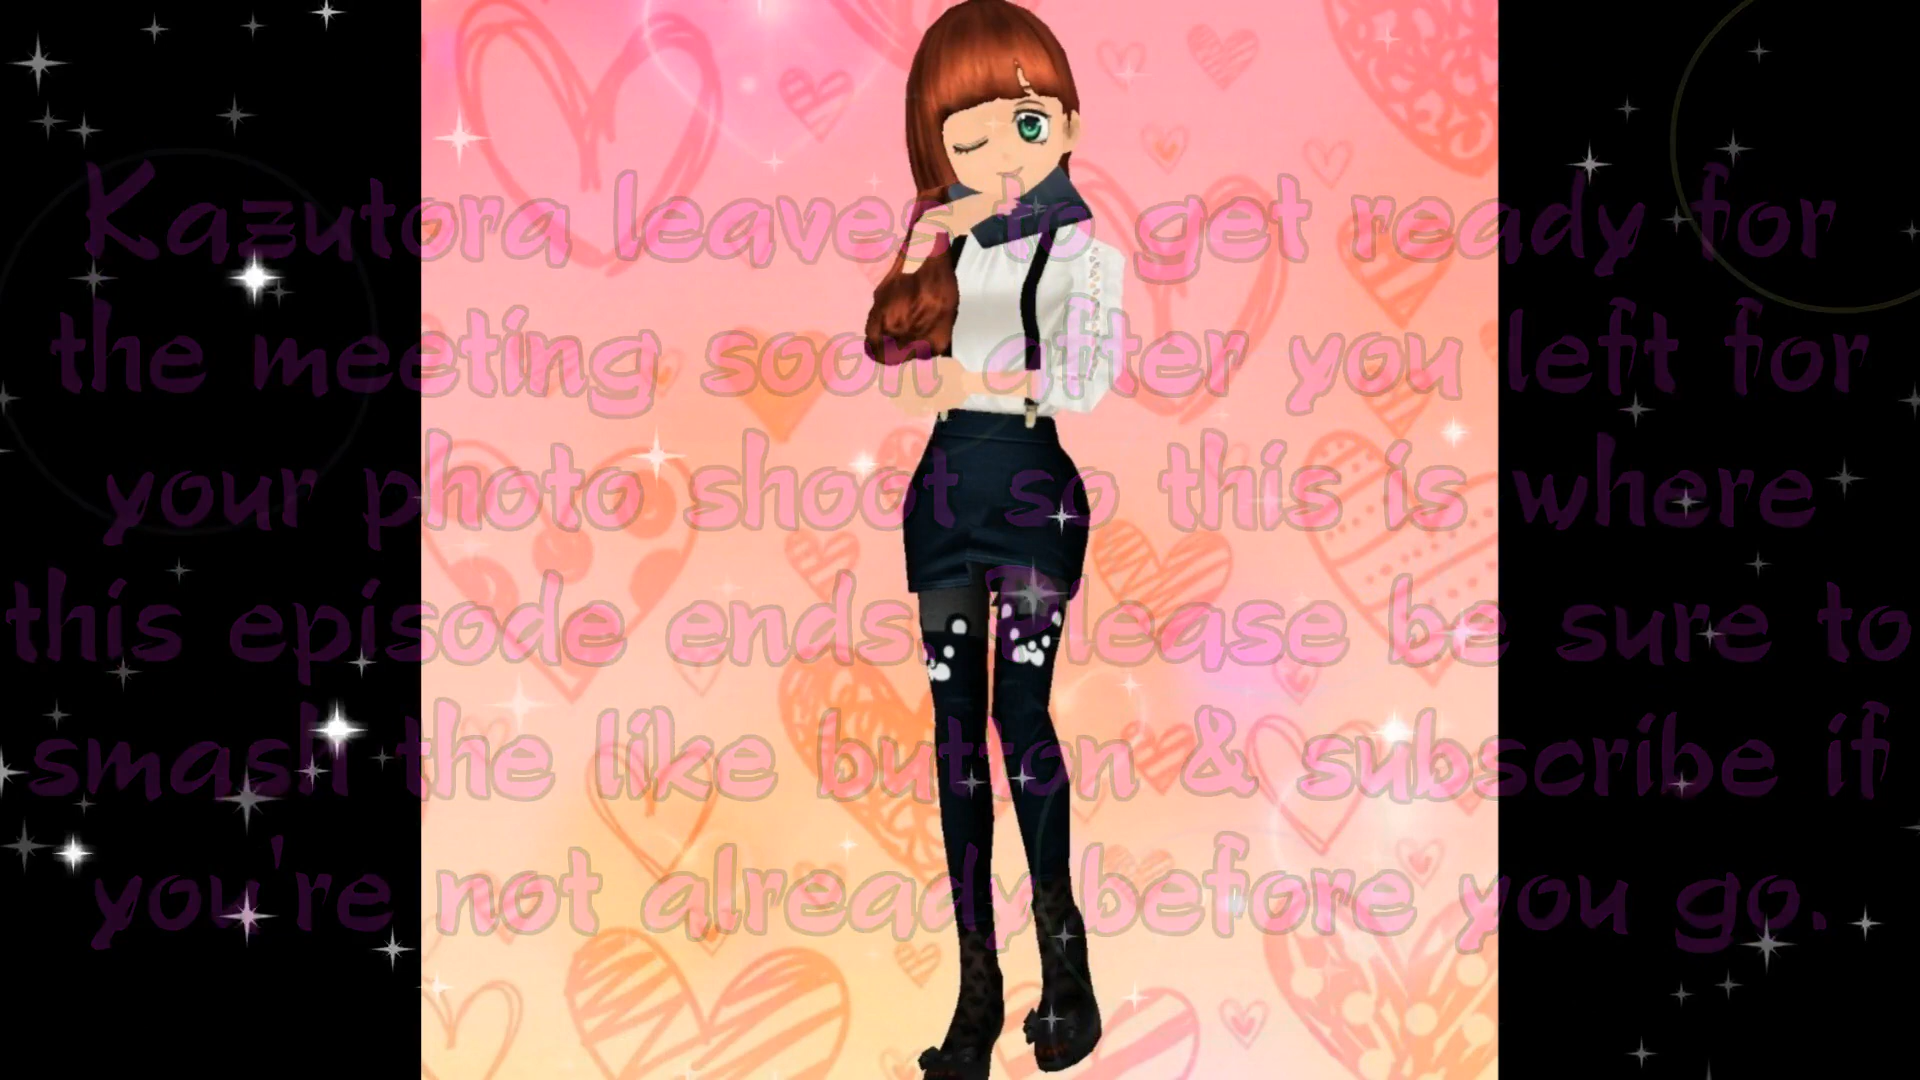 Kazutora leaves to get ready for
the meeting soon after you left for
your photo shoot so this is where
this episode ends. Please be sure to
smash the like button & subscribe if
you're not already before you go.